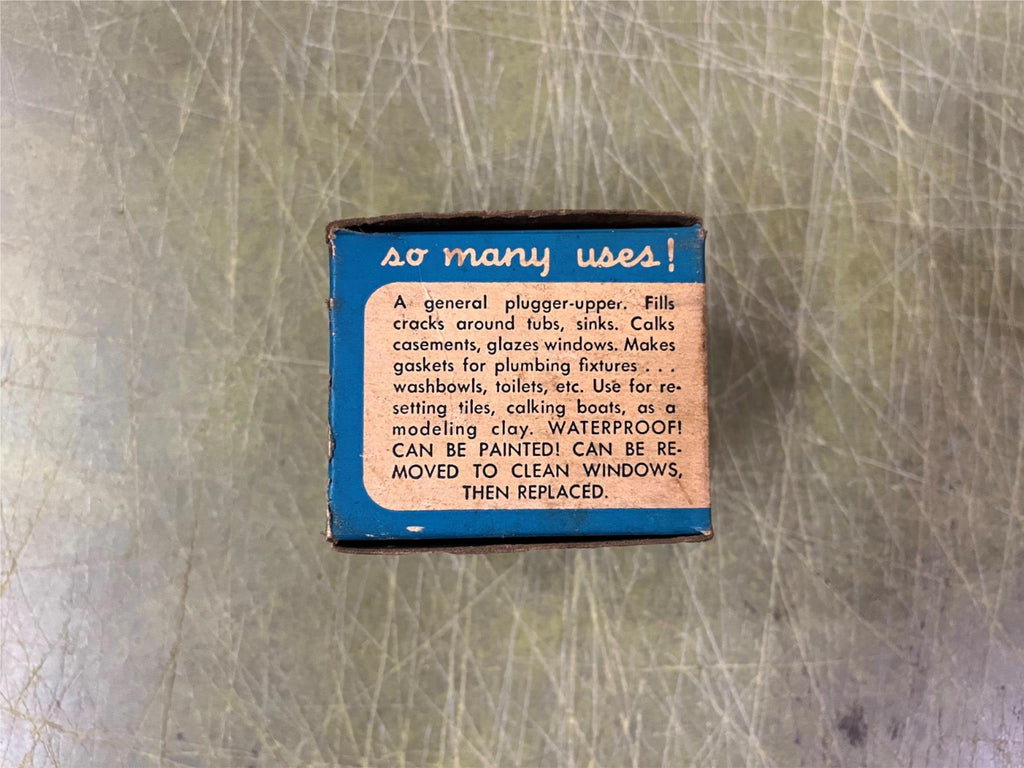 so many uses!
A general plugger-upper. Fills
cracks around tubs, sinks. Calks
casements, glazes windows. Makes
gaskets for plumbing fixtures . . .
washbowls, toilets, etc. Use for re-
setting tiles, calking boats, as a
modeling clay. WATERPROOF!
CAN BE PAINTED! CAN BE RE-
MOVED TO CLEAN WINDOWS,
THEN REPLACED.